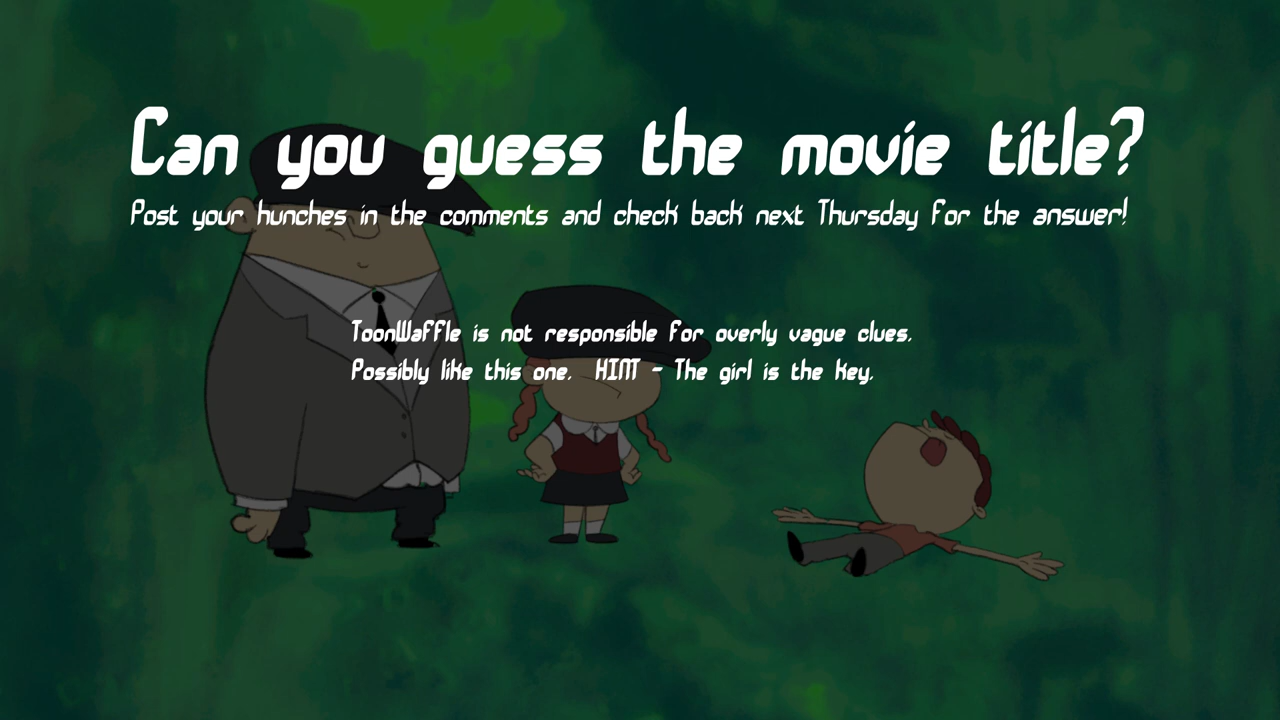 Can you guess the movie title?
Post your hunches in the comments and check back next Thursday for the answer!
ToonWaffle is not responsible for overly vague clues.
Possibly like this one. HINT - The girl is the key.